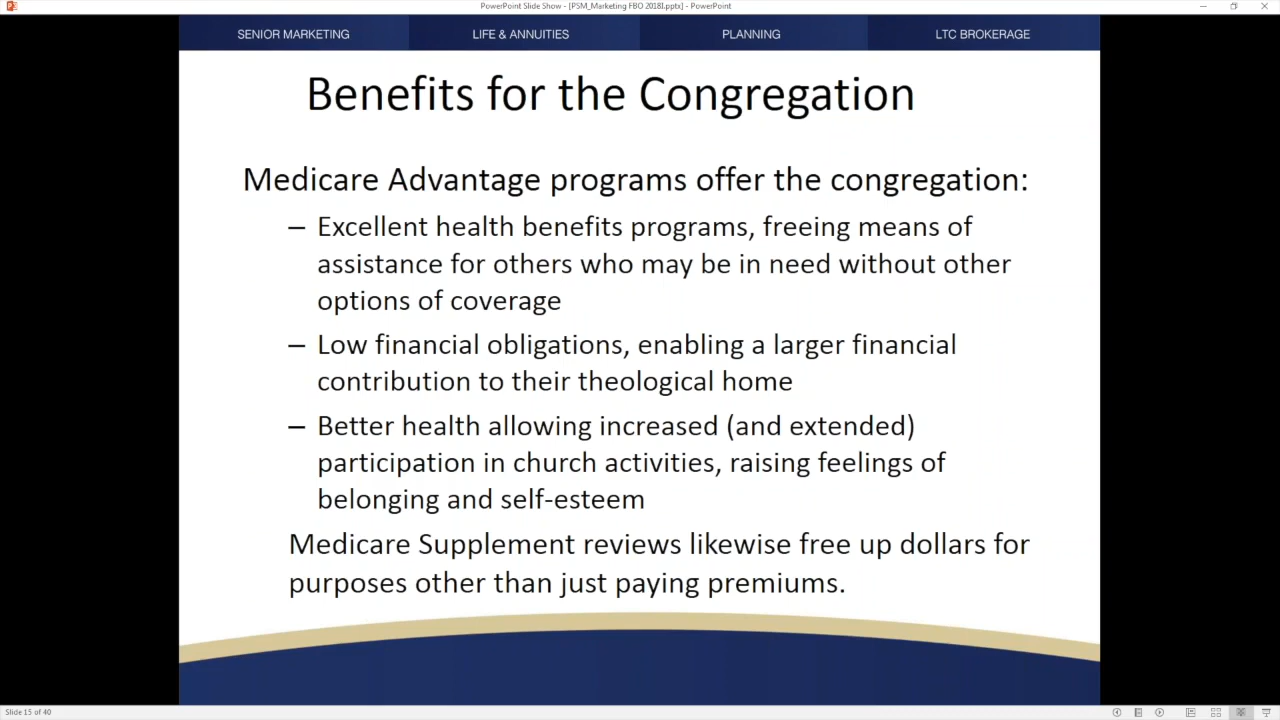 PowerPoint Slide Show - [PSM_Marketing FBO 2018I.pptx] - PowerPoint
SENIOR MARKETING
LIFE & ANNUITIES
PLANNING
LTC BROKERAGE
Benefits for the Congregation
Medicare Advantage programs offer the congregation:
– Excellent health benefits programs, freeing means of
assistance for others who may be in need without other
options of coverage
– Low financial obligations, enabling a larger financial
contribution to their theological home
– Better health allowing increased (and extended)
participation in church activities, raising feelings of
belonging and self-esteem
Medicare Supplement reviews likewise free up dollars for
purposes other than just paying premiums.
Slide 15 of 40